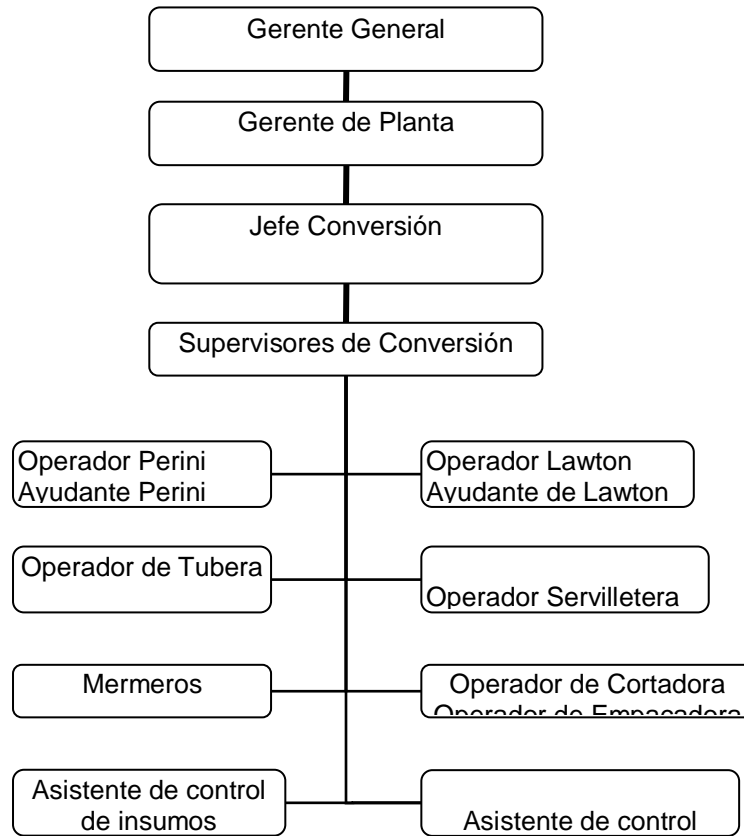 Gerente General
Gerente de Planta
Jefe Conversión
Supervisores de Conversión
Operador Perini
Ayudante Perini
Operador Lawton
Ayudante de Lawton
Operador de Tubera
Operador Servilletera
Mermeros
Operador de Cortadora
Operador de Empacadora
Asistente de control
de insumos
Asistente de control